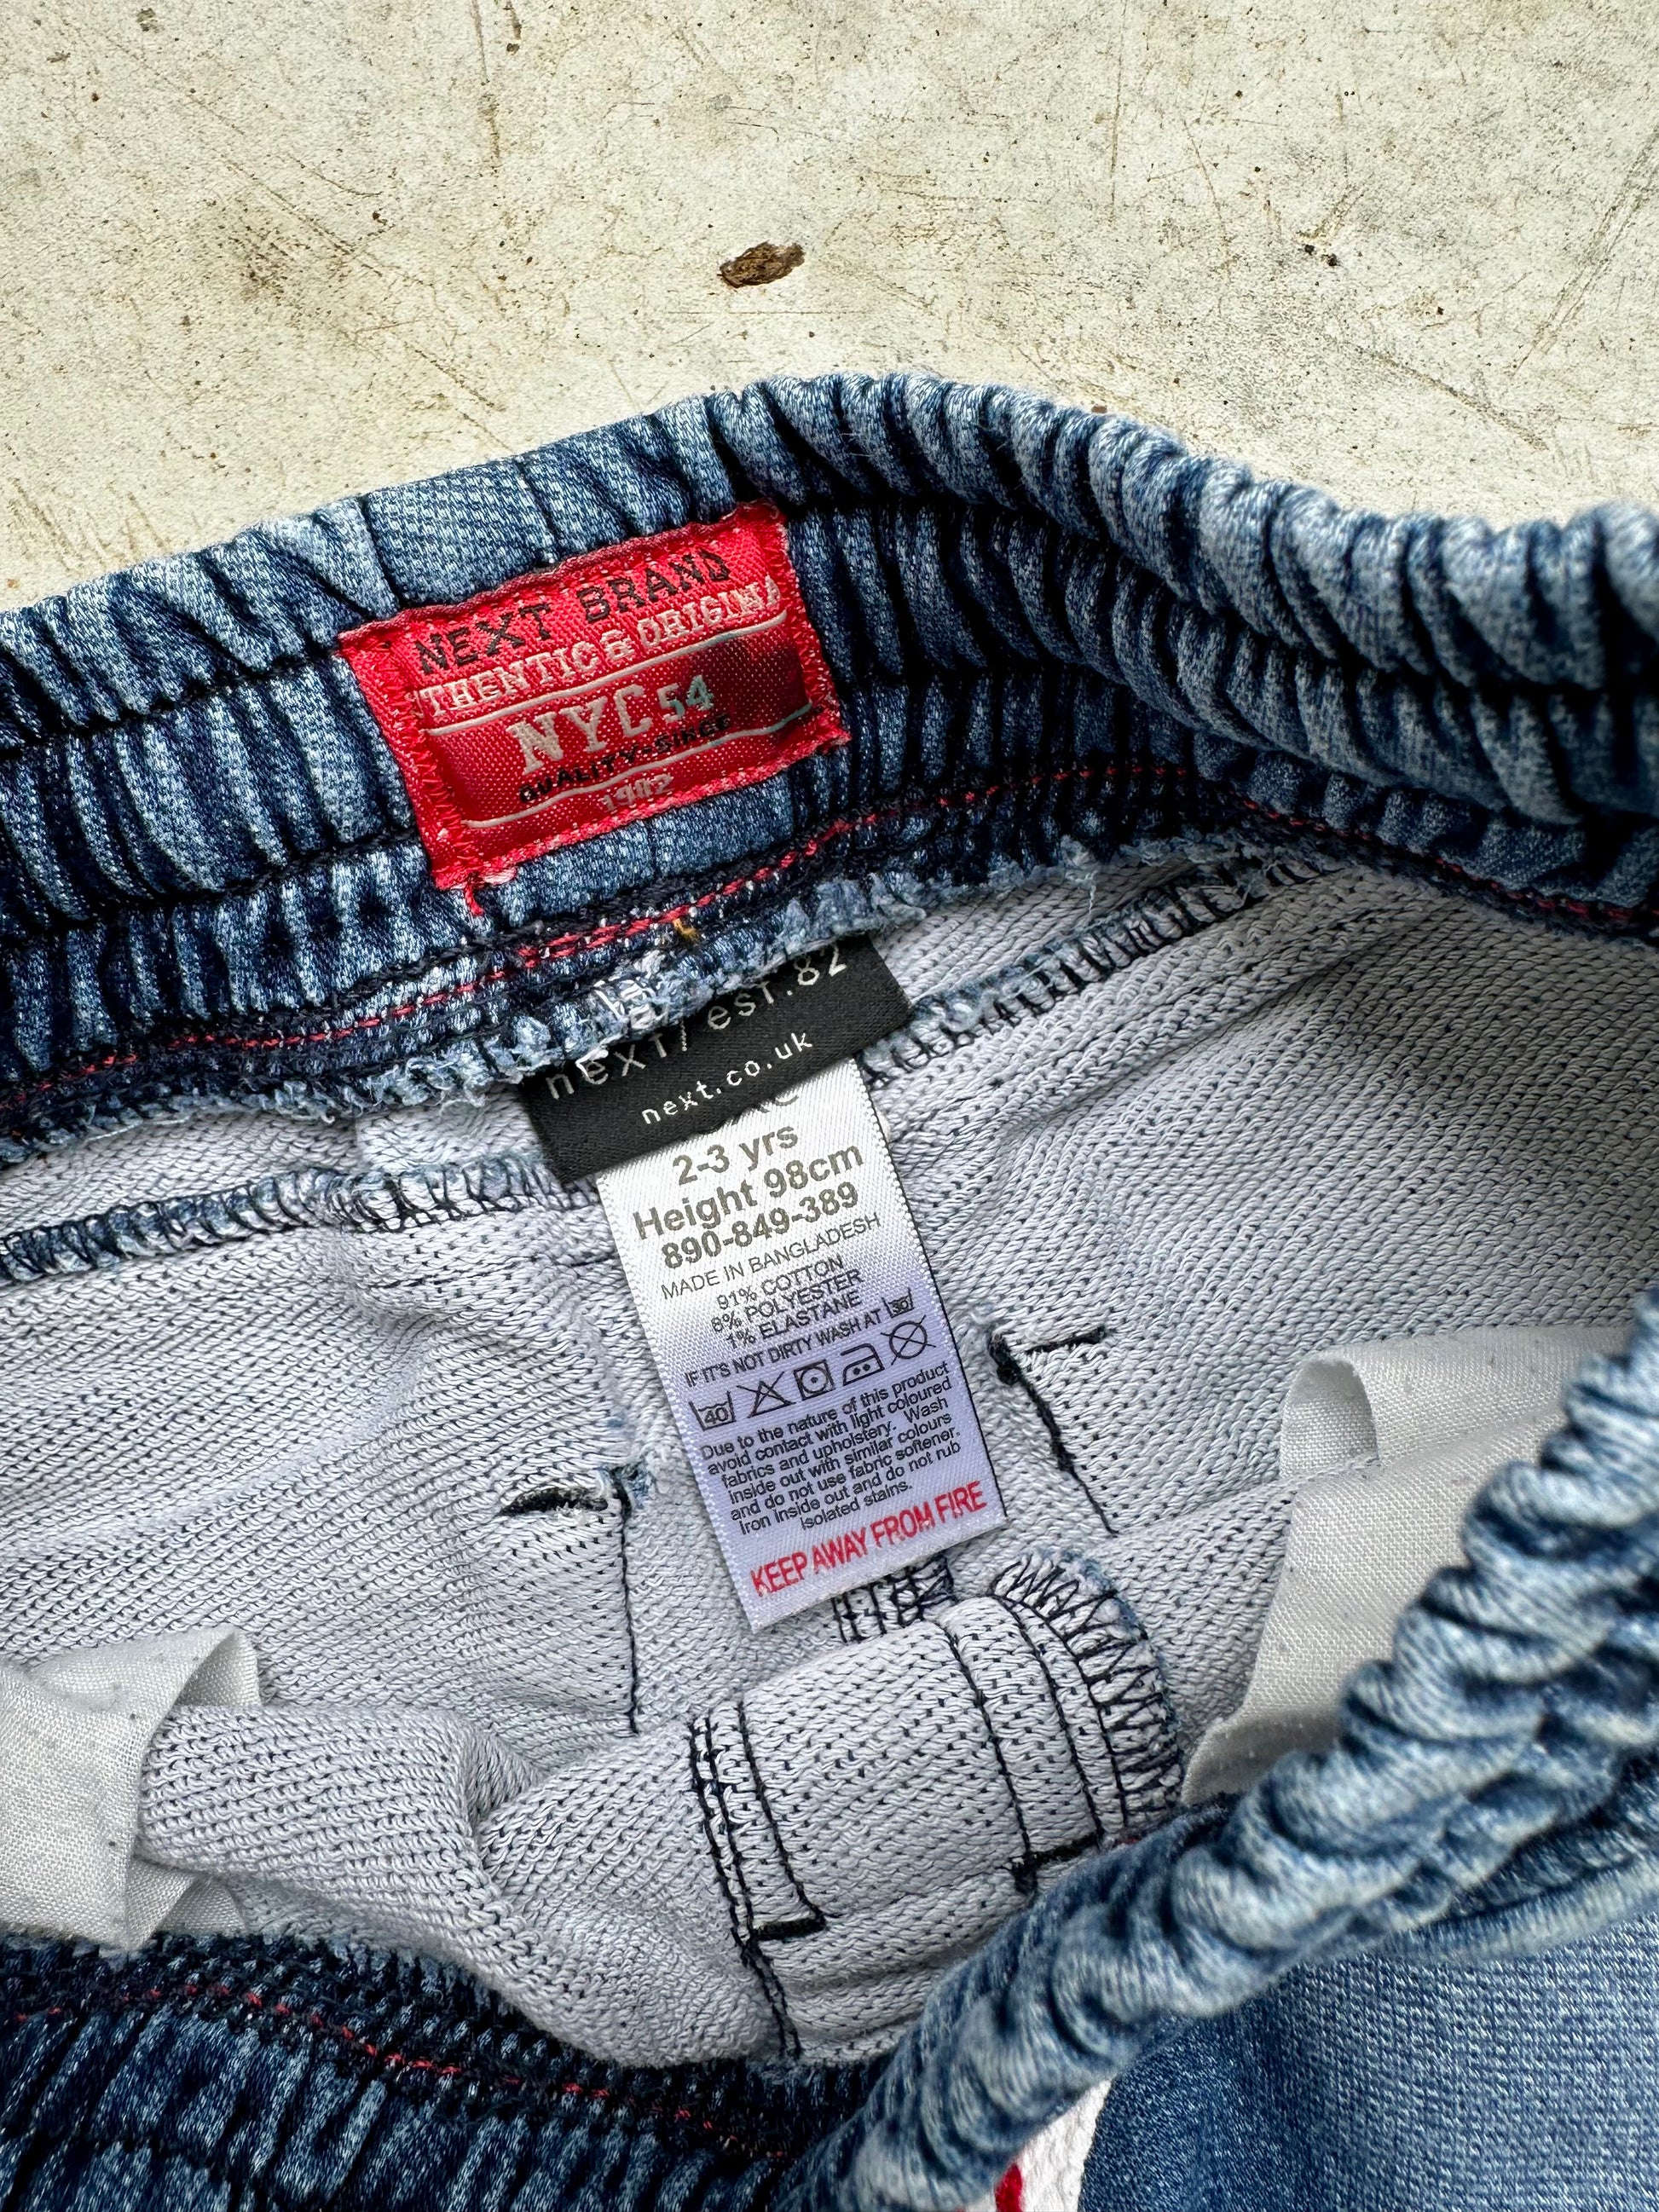 NEXT BRAND
THENTIC & ORIGINA
NYC 54
QUALITY-SINCE
1982
next/ est.82
next.co.uk
2-3 yrs
Height 98cm
890-849-389
MADE IN BANGLADESH
91% COTTON
8% POLYESTER
1% ELASTANE
IF IT'S NOT DIRTY WASH AT 30
40
Due to the nature of this product
avoid contact with light coloured
fabrics and upholstery. Wash
inside out with similar colours
and do not use fabric softener.
Iron inside out and do not rub
isolated stains.
KEEP AWAY FROM FIRE